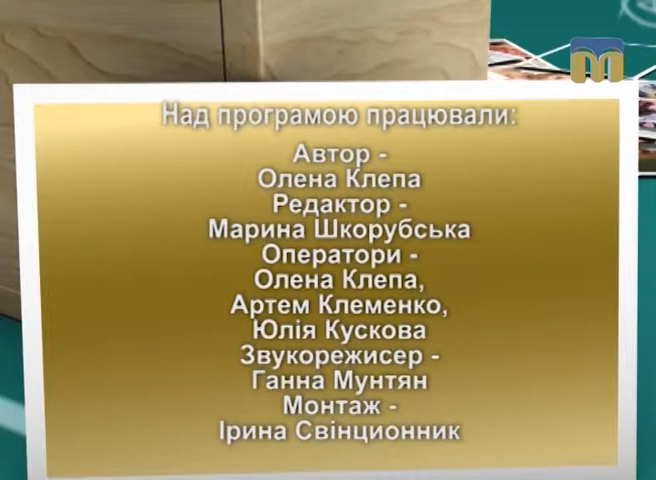 Над програмою працювали:
Автор -
Олена Клепа
Редактор -
Марина Шкорубська
Оператори -
Олена Клепа,
Артем Клеменко,
Юлія Кускова
Звукорежисер -
Ганна Мунтян
Монтаж -
Ірина Свінционник